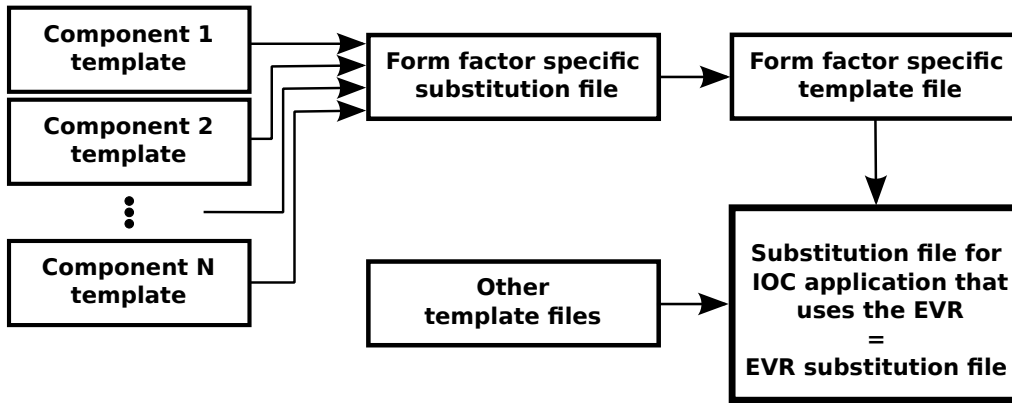 Component 1
template
Component 2
template
Component N
template
Form factor specific
substitution file
Form factor specific
template file
Other
template files
Substitution file for
IOC application that
uses the EVR
=
EVR substitution file